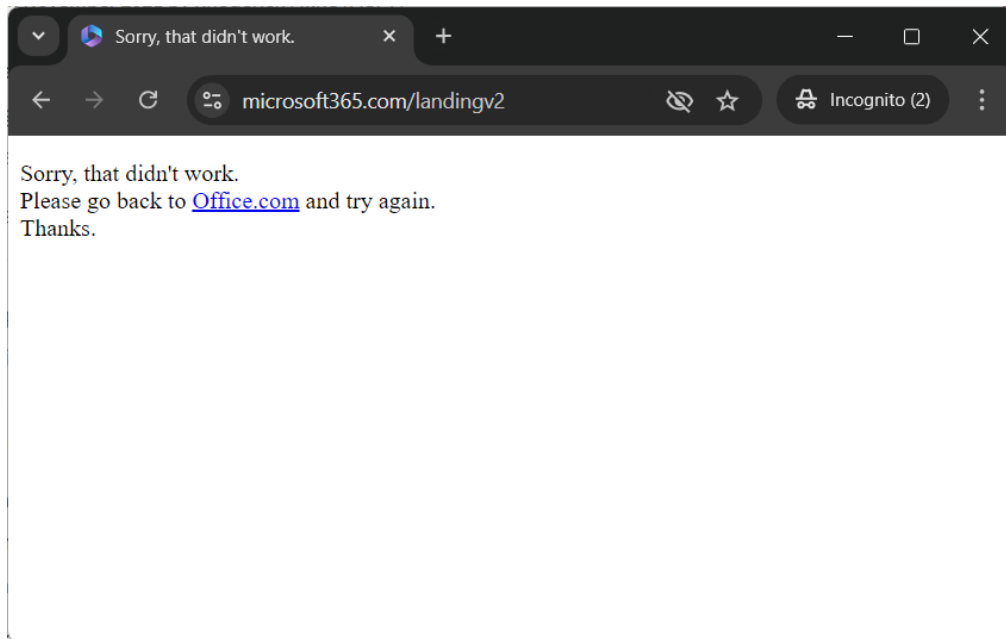 Sorry, that didn't work.
microsoft365.com/landingv2
Incognito (2)
Sorry, that didn't work.
Please go back to Office.com and try again.
Thanks.